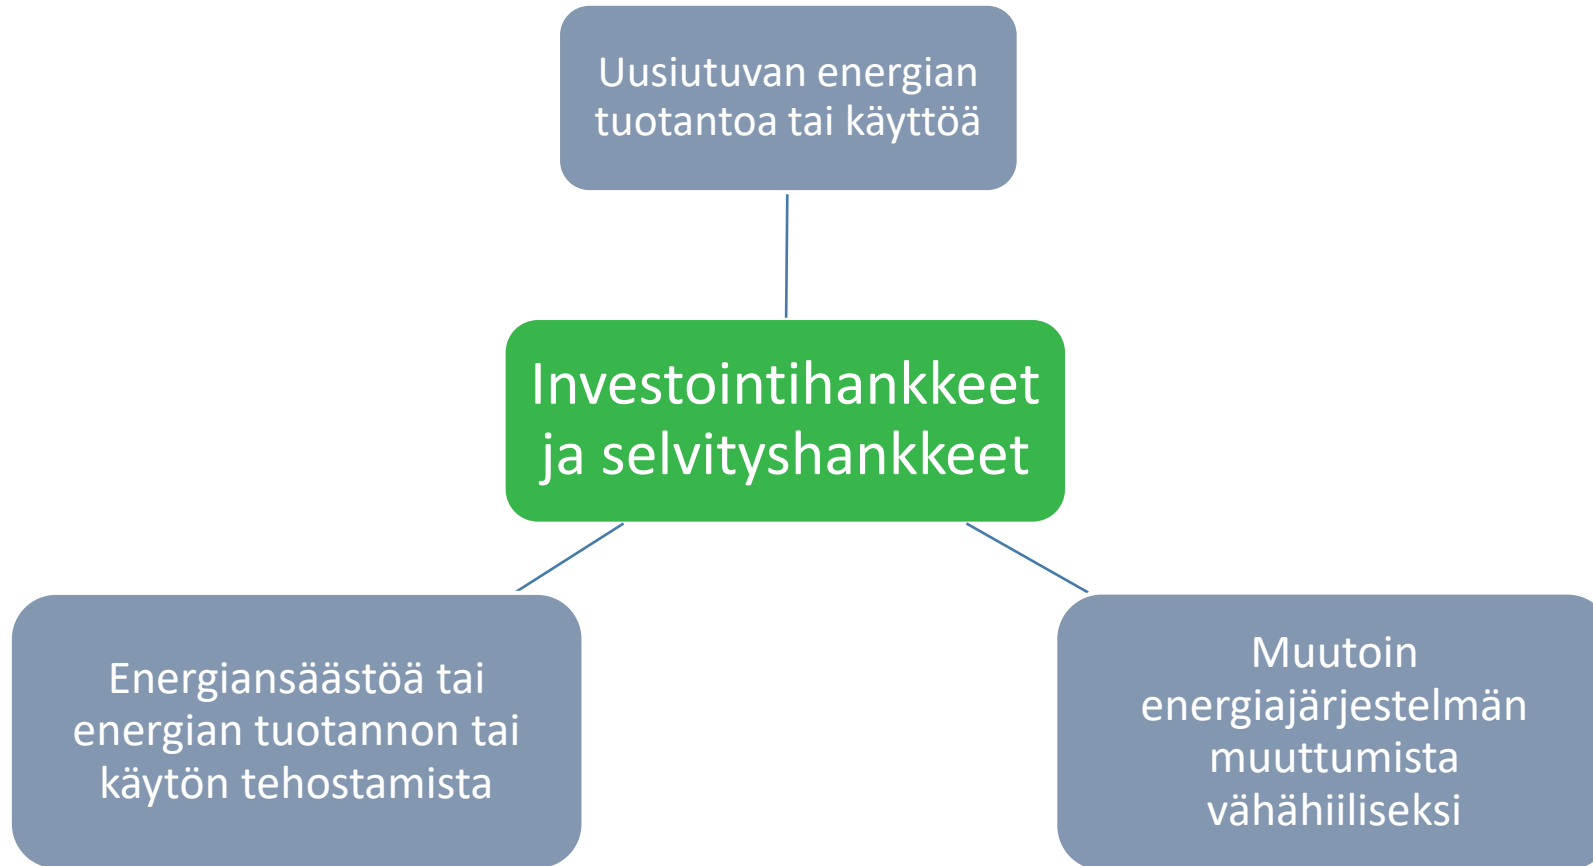 Uusiutuvan energian
tuotantoa tai käyttöä
Investointihankkeet
ja selvityshankkeet
Energiansäästöä tai
energian tuotannon tai
käytön tehostamista
Muutoin
energiajärjestelmän
muuttumista
vähähiiliseksi